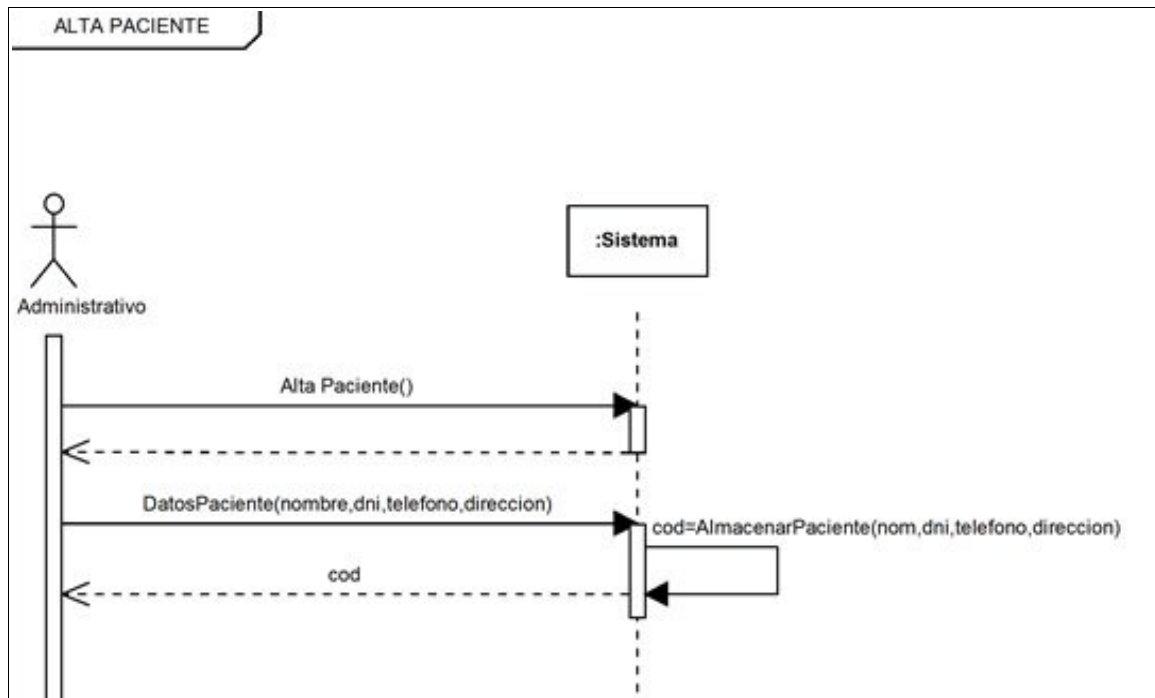 ALTA PACIENTE
:Sistema
Administrativo
Alta Paciente()
DatosPaciente(nombre,dni,telefono,direccion)
cod=AlmacenarPaciente(nom,dni,telefono,direccion)
cod